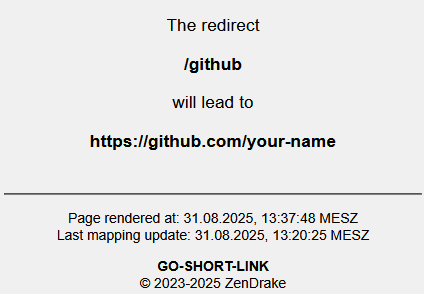 The redirect
/github
will lead to
https://github.com/your-name
Page rendered at: 31.08.2025, 13:37:48 MESZ
Last mapping update: 31.08.2025, 13:20:25 MESZ
GO-SHORT-LINK
© 2023-2025 ZenDrake